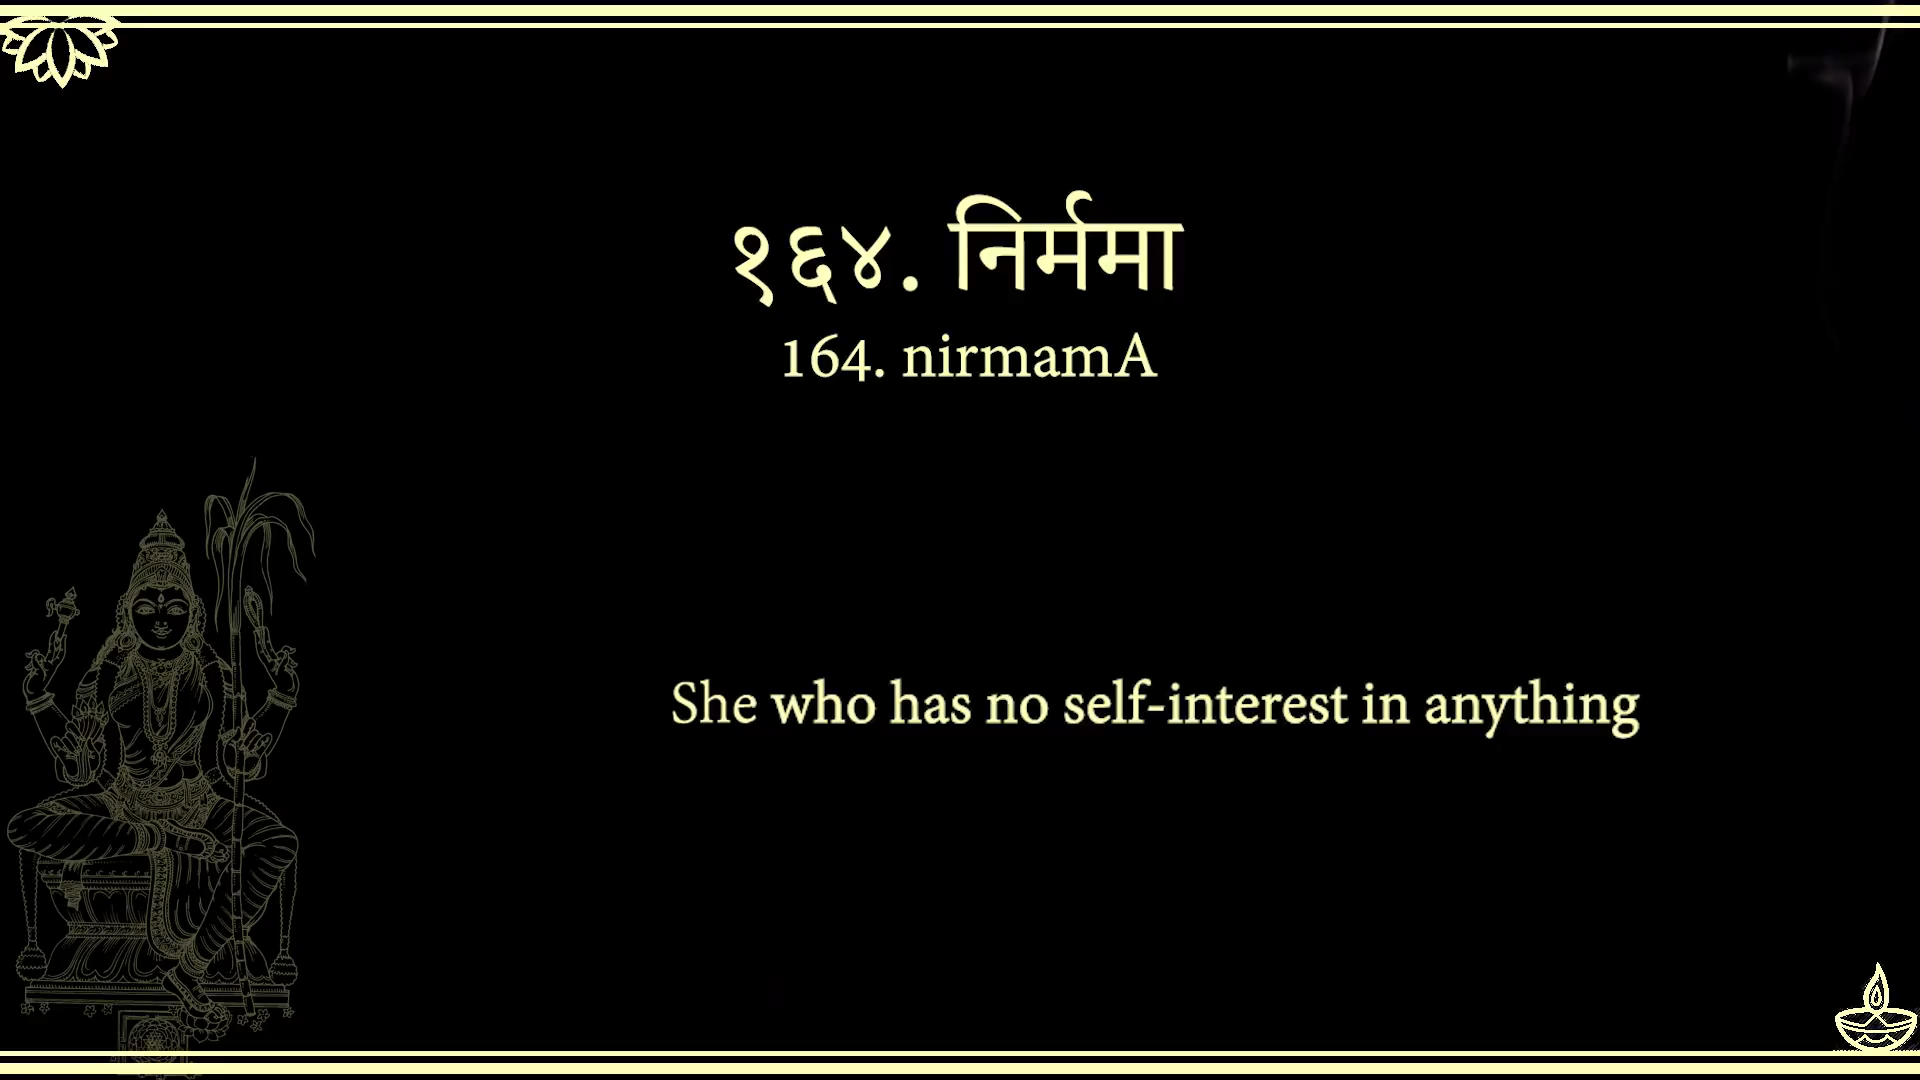 १६४. निर्ममा
164. nirmamA
She who has no self-interest in anything